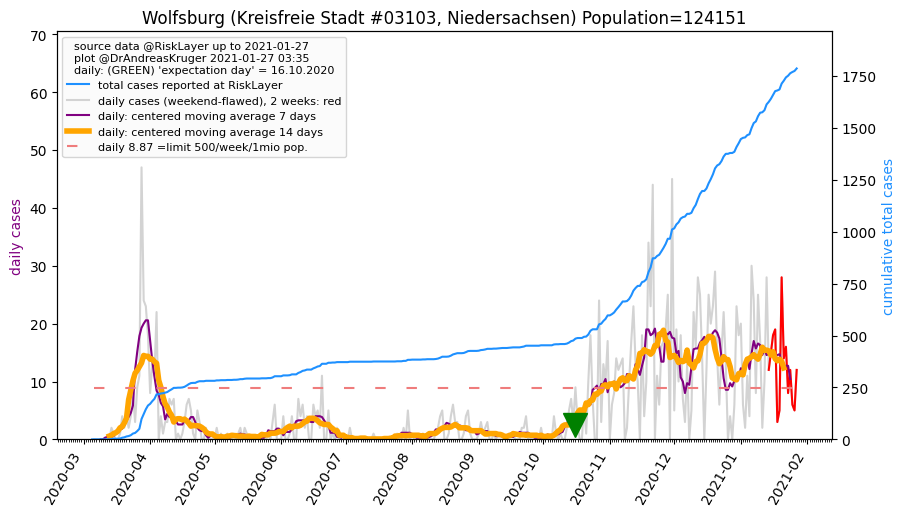 Wolfsburg (Kreisfreie Stadt #03103, Niedersachsen) Population=124151
source data @RiskLayer up to 2021-01-27
plot @DrAndreasKruger 2021-01-27 03:35
daily: (GREEN) 'expectation day' = 16.10.2020
total cases reported at RiskLayer
daily cases (weekend-flawed), 2 weeks: red
daily: centered moving average 7 days
daily: centered moving average 14 days
daily 8.87 =limit 500/week/1mio pop.
daily cases
70
60
50
40
30
20
10
0
cumulative total cases
1750
1500
1250
1000
750
500
250
0
2020-03
2020-04
2020-05
2020-06
2020-07
2020-08
2020-09
2020-10
2020-11
2020-12
2021-01
2021-02